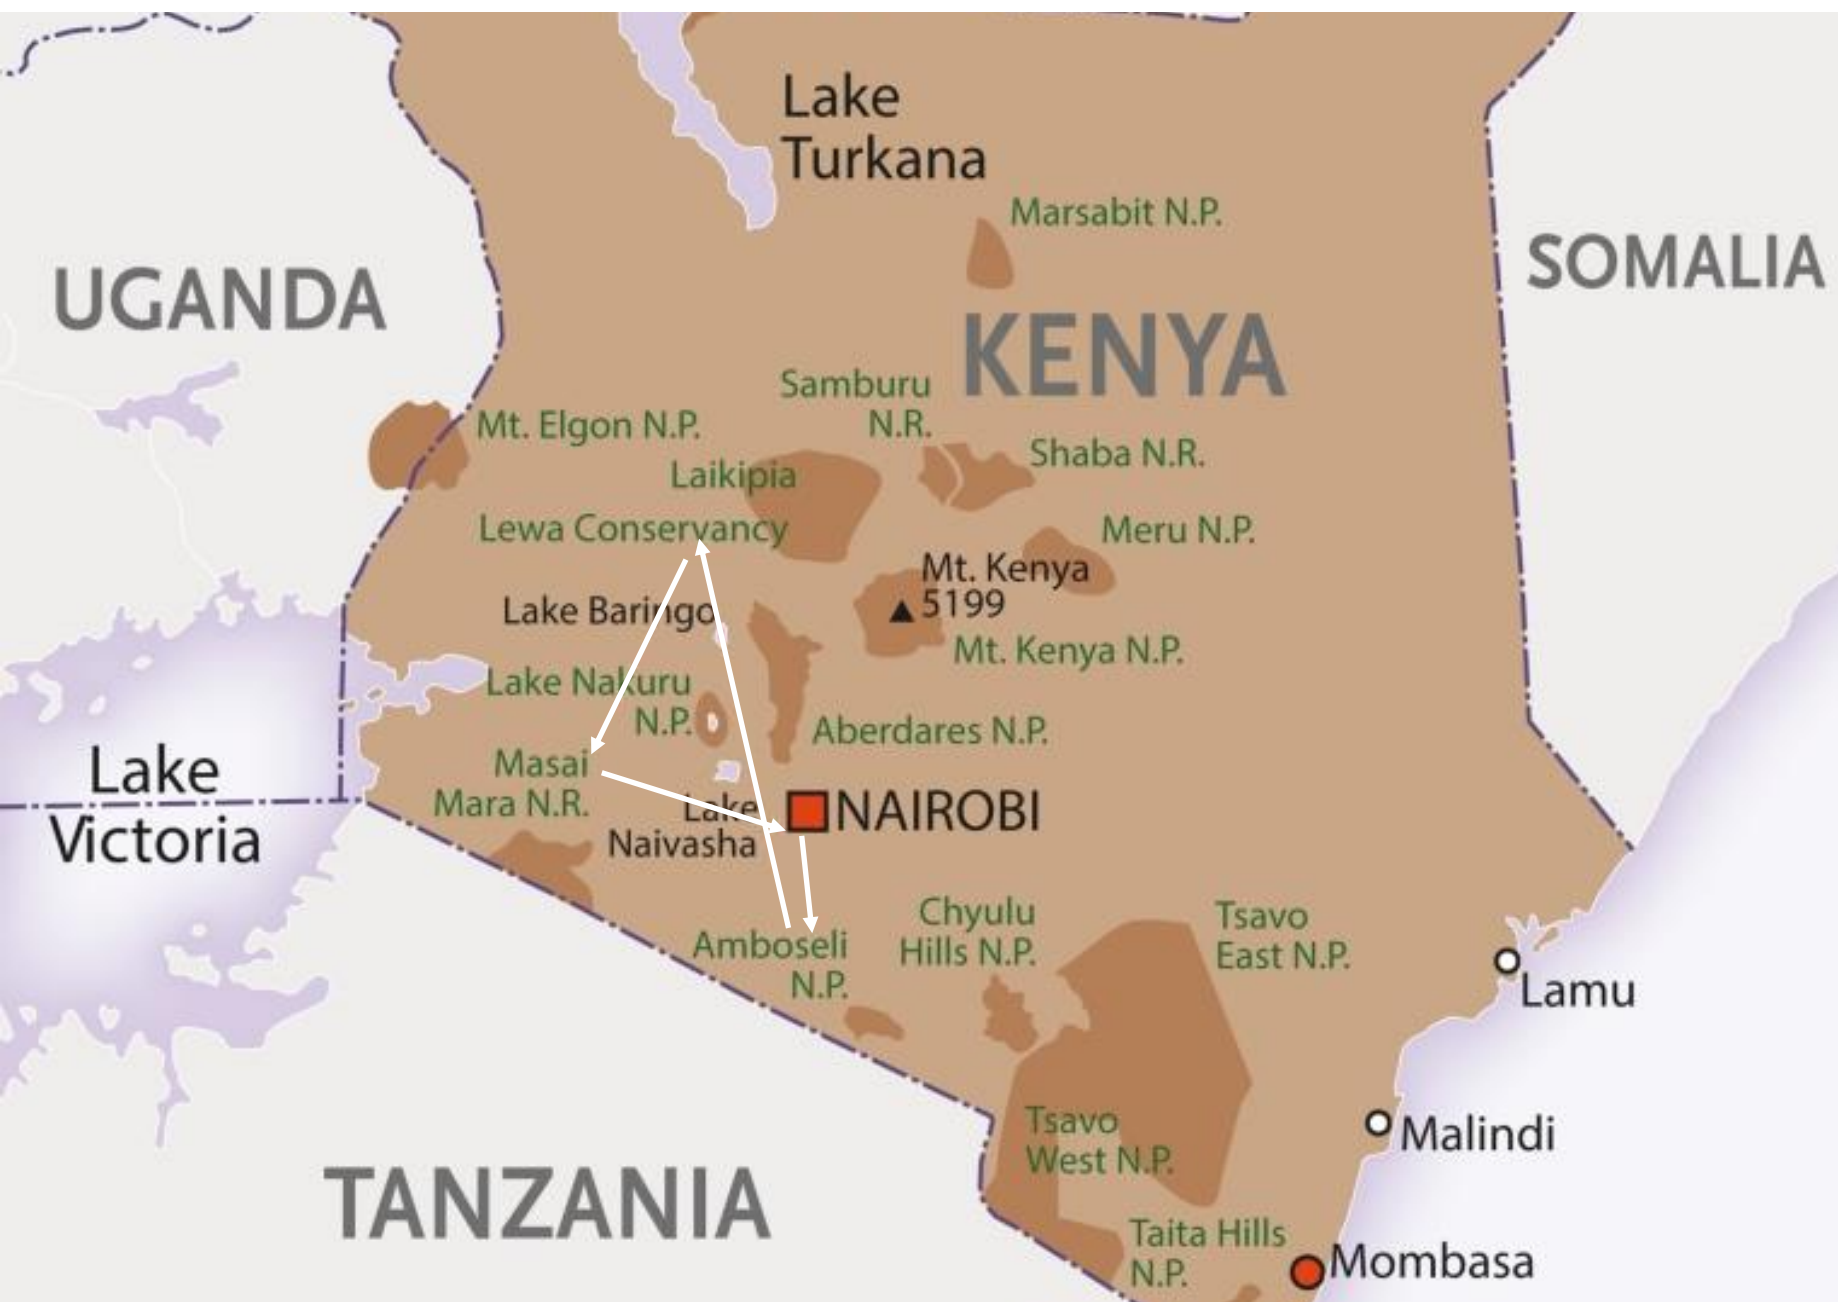 Lake
Turkana
Marsabit N.P.
UGANDA
SOMALIA
KENYA
Samburu
N.R.
Mt. Elgon N.P.
Shaba N.R.
Laikipia
Lewa Conservancy
Meru N.P.
Mt. Kenya
5199
Lake Baringo
Mt. Kenya N.P.
Lake Nakuru
N.P.
Aberdares N.P.
Masai
Mara N.R.
Lake
Victoria
Lake
Naivasha
NAIROBI
Amboseli
N.P.
Chyulu
Hills N.P.
Tsavo
East N.P.
Lamu
Tsavo
West N.P.
Malindi
TANZANIA
Taita Hills
N.P.
Mombasa